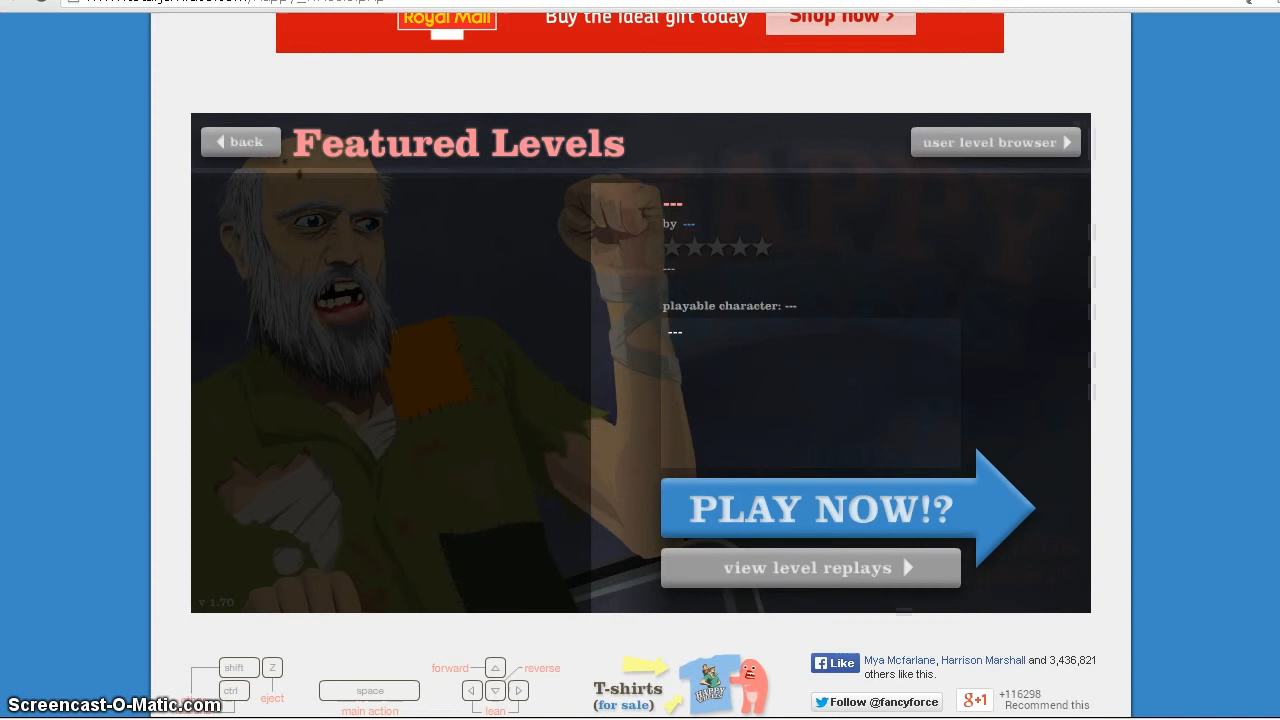 Royal Mail
Buy the ideal gift today
Shop now >
back
Featured Levels
user level browser
---
by ---
---
playable character: ---
---
PLAY NOW!?
view level replays
v 1.70
shift
Z
ctrl
eject
space
main action
forward
reverse
lean
T-shirts
(for sale)
HAPPY
Like
Mya Mcfarlane, Harrison Marshall and 3,436,821
others like this.
Follow @fancyforce
g+1
+116298
Recommend this
Screencast-O-Matic.com